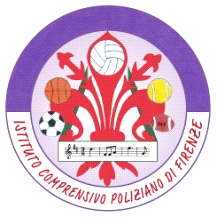 ISTITUTO COMPRENSIVO POLIZIANO DI FIRENZE